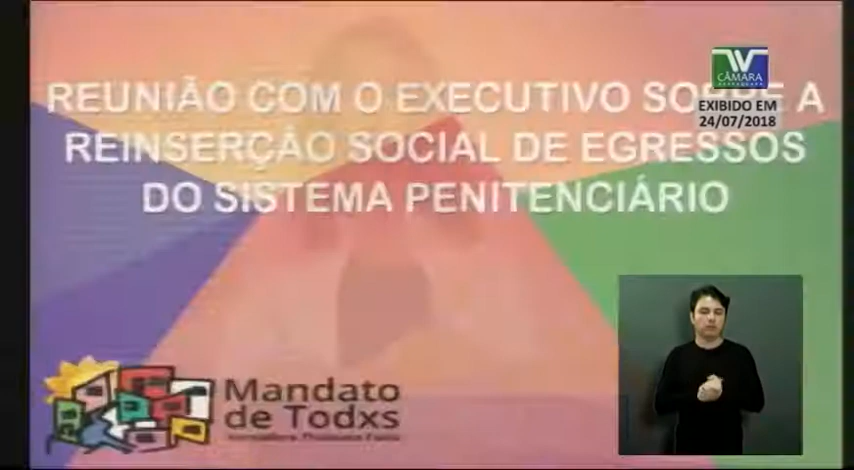 REUNIÃO COM O EXECUTIVO SOBRE A
REINSERÇÃO SOCIAL DE EGRESSOS
DO SISTEMA PENITENCIÁRIO
CÂMARA
EXIBIDO EM
24/07/2018
Mandato
de Todxs